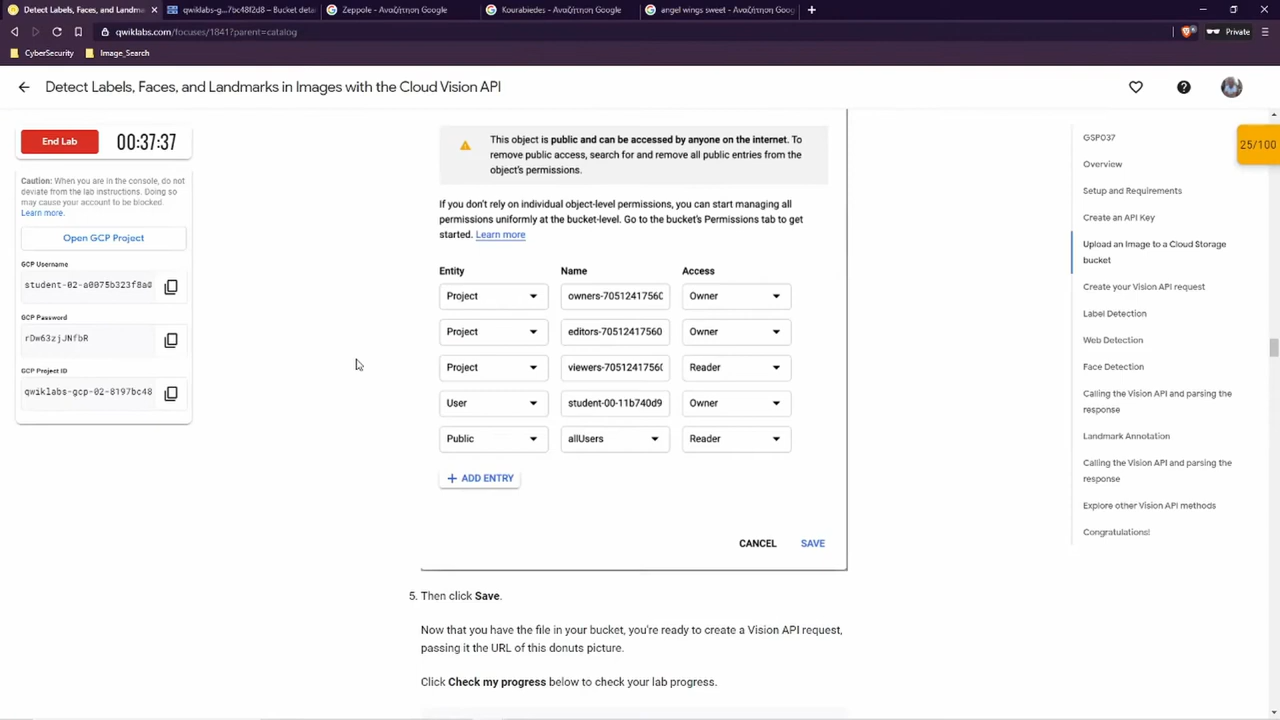 Detect Labels, Faces, and Landma
qwiklabs-g...7bc48f2d8 – Bucket deta
Zeppole - Αναζήτηση Google
Kourabiedes - Αναζήτηση Google
angel wings sweet - Αναζήτηση Goog
qwiklabs.com/focuses/1841?parent=catalog
Private
CyberSecurity
Image_Search
Detect Labels, Faces, and Landmarks in Images with the Cloud Vision API
End Lab
00:37:37
Caution: When you are in the console, do not
deviate from the lab instructions. Doing so
may cause your account to be blocked.
Learn more.
Open GCP Project
GCP Username
student-02-a0075b323f8a@
GCP Password
rDw63zjJNfbR
GCP Project ID
qwiklabs-gcp-02-8197bc48
This object is public and can be accessed by anyone on the internet. To
remove public access, search for and remove all public entries from the
object's permissions.
If you don't rely on individual object-level permissions, you can start managing all
permissions uniformly at the bucket-level. Go to the bucket's Permissions tab to get
started. Learn more
Entity Name Access
Project owners-70512417560 Owner
Project editors-70512417560 Owner
Project viewers-70512417560 Reader
User student-00-11b740d9 Owner
Public allUsers Reader
+ ADD ENTRY
CANCEL SAVE
5. Then click Save.
Now that you have the file in your bucket, you're ready to create a Vision API request,
passing it the URL of this donuts picture.
Click Check my progress below to check your lab progress.
GSP037
Overview
Setup and Requirements
Create an API Key
Upload an Image to a Cloud Storage
bucket
Create your Vision API request
Label Detection
Web Detection
Face Detection
Calling the Vision API and parsing the
response
Landmark Annotation
Calling the Vision API and parsing the
response
Explore other Vision API methods
Congratulations!
25/100